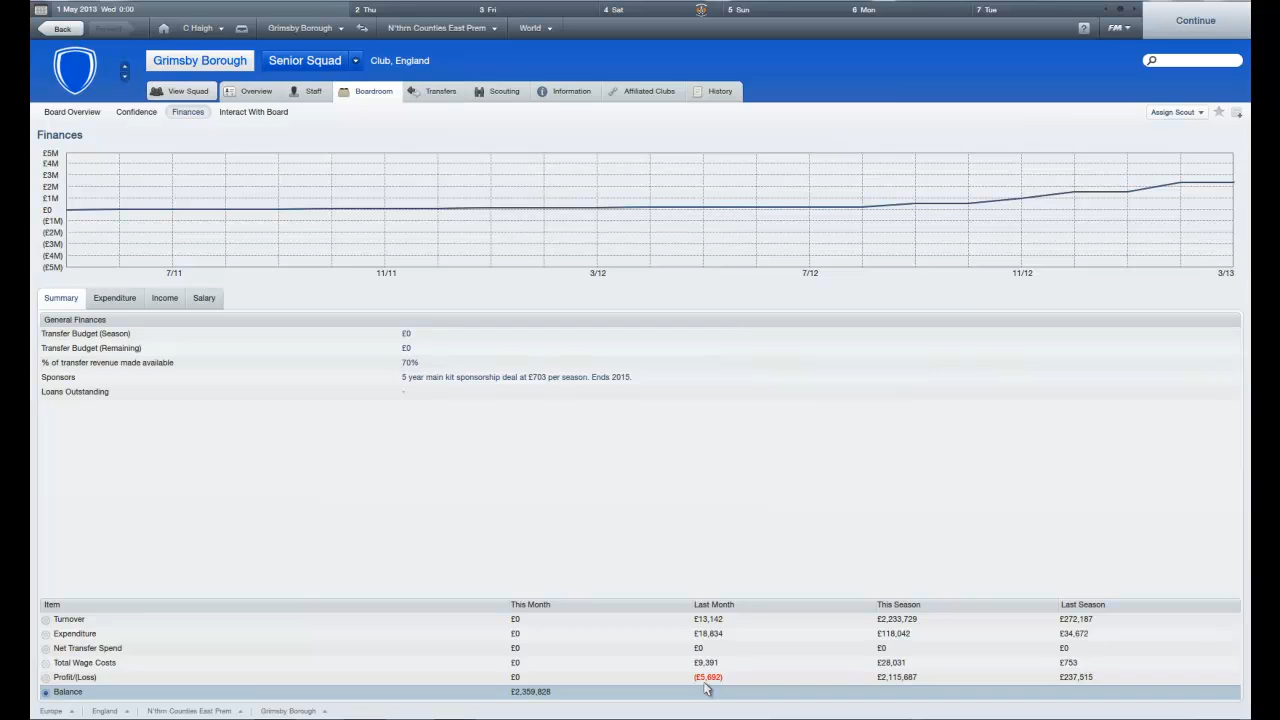 1 May 2013 Wed 0:00 2 Thu 3 Fri 4 Sat 5 Sun 6 Mon 7 Tue
Continue
Back Forward C Haigh Grimsby Borough N'thrn Counties East Prem World ? FM
Grimsby Borough Senior Squad Club, England
View Squad Overview Staff Boardroom Transfers Scouting Information Affiliated Clubs History
Board Overview Confidence Finances Interact With Board Assign Scout
Finances
£5M
£4M
£3M
£2M
£1M
£0
(£1M)
(£2M)
(£3M)
(£4M)
(£5M)
7/11 11/11 3/12 7/12 11/12 3/13
Summary Expenditure Income Salary
General Finances
Transfer Budget (Season) £0
Transfer Budget (Remaining) £0
% of transfer revenue made available 70%
Sponsors 5 year main kit sponsorship deal at £703 per season. Ends 2015.
Loans Outstanding -
Item This Month Last Month This Season Last Season
Turnover £0 £13,142 £2,233,729 £272,187
Expenditure £0 £18,834 £118,042 £34,672
Net Transfer Spend £0 £0 £0 £0
Total Wage Costs £0 £9,391 £28,031 £753
Profit/(Loss) £0 (£5,692) £2,115,687 £237,515
Balance £2,359,828
Europe England N'thrn Counties East Prem Grimsby Borough